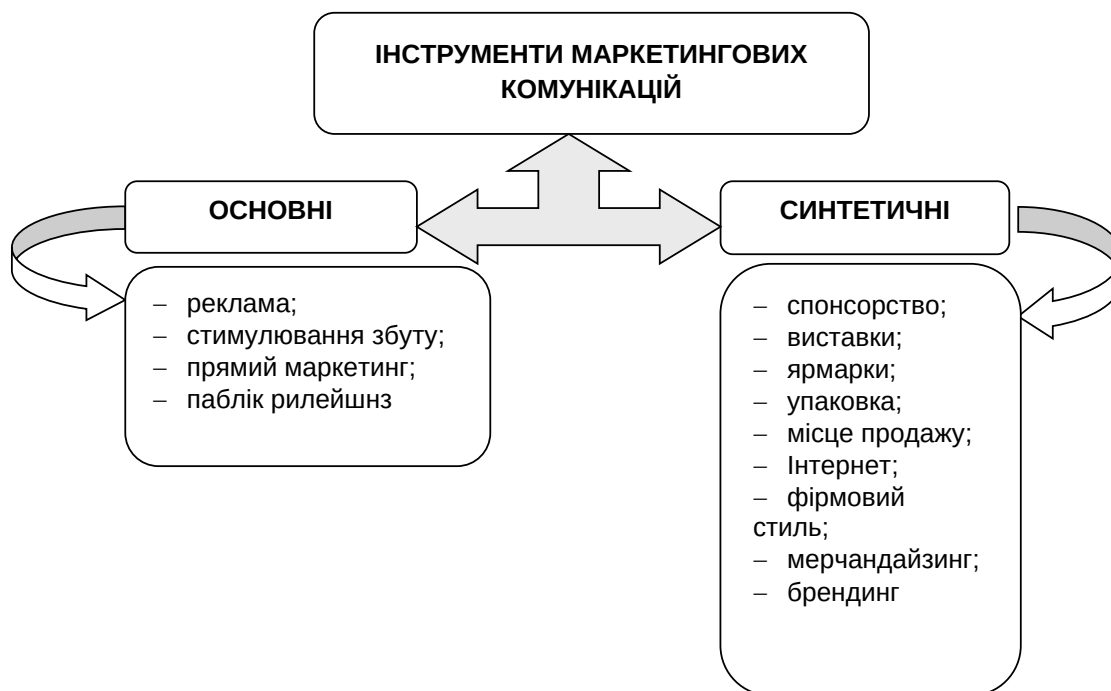 ІНСТРУМЕНТИ МАРКЕТИНГОВИХ
КОМУНІКАЦІЙ
ОСНОВНІ
– реклама;
– стимулювання збуту;
– прямий маркетинг;
– паблік рилейшнз
СИНТЕТИЧНІ
– спонсорство;
– виставки;
– ярмарки;
– упаковка;
– місце продажу;
– Інтернет;
– фірмовий
стиль;
– мерчандайзинг;
– брендинг